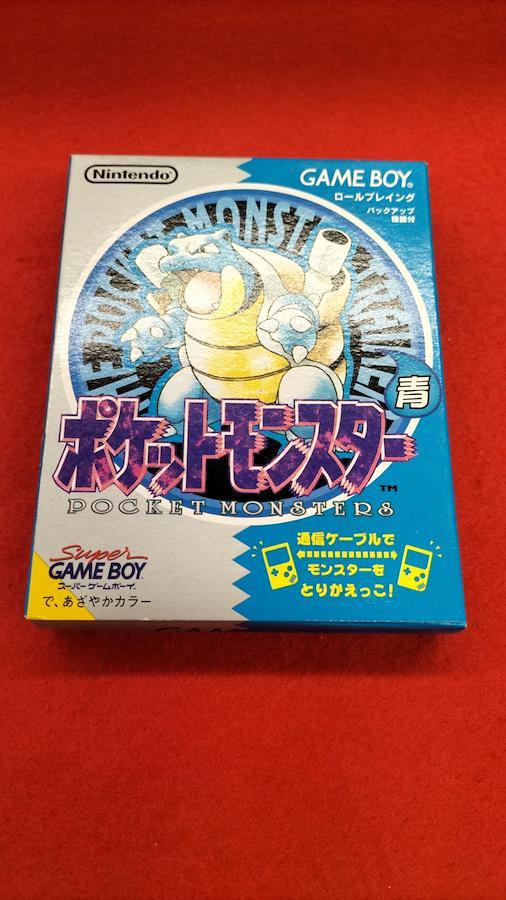 Nintendo
GAME BOY
ロールプレイング
バックアップ
機能付
青
ポケットモンスター
TM
POCKET MONSTERS
Super
GAME BOY
スーパーゲームボーイ
で、あざやかカラー
通信ケーブルで
モンスターを
とりかえっこ!